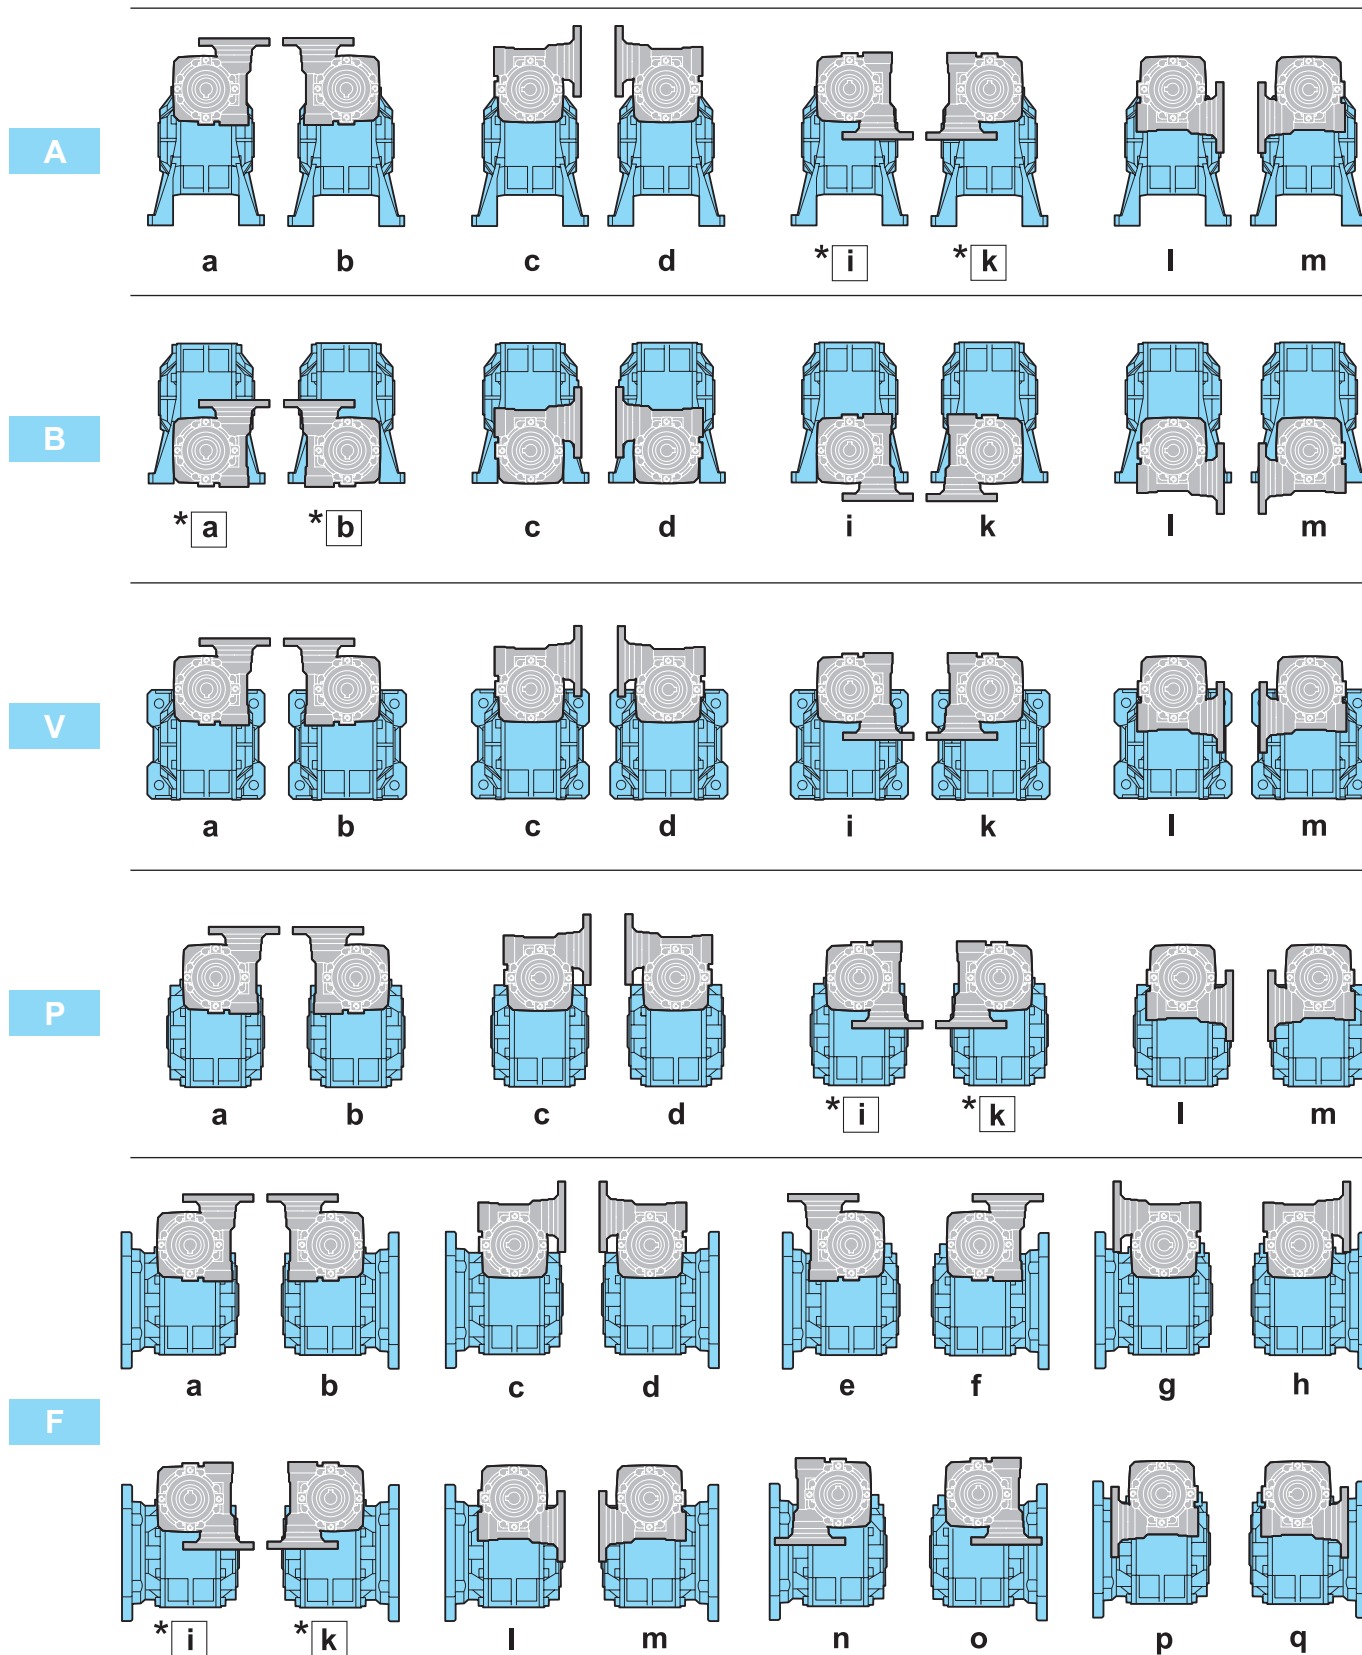 A
a b c d * i * k l m
B
* a * b c d i k l m
V
a b c d i k l m
P
a b c d * i * k l m
F
a b c d e f g h
* i * k l m n o p q